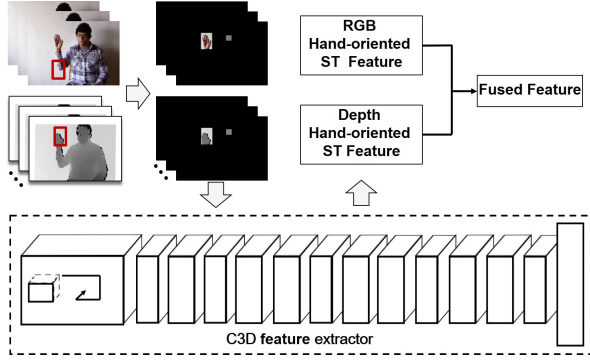 RGB
Hand-oriented
ST Feature
Fused Feature
Depth
Hand-oriented
ST Feature
C3D feature extractor